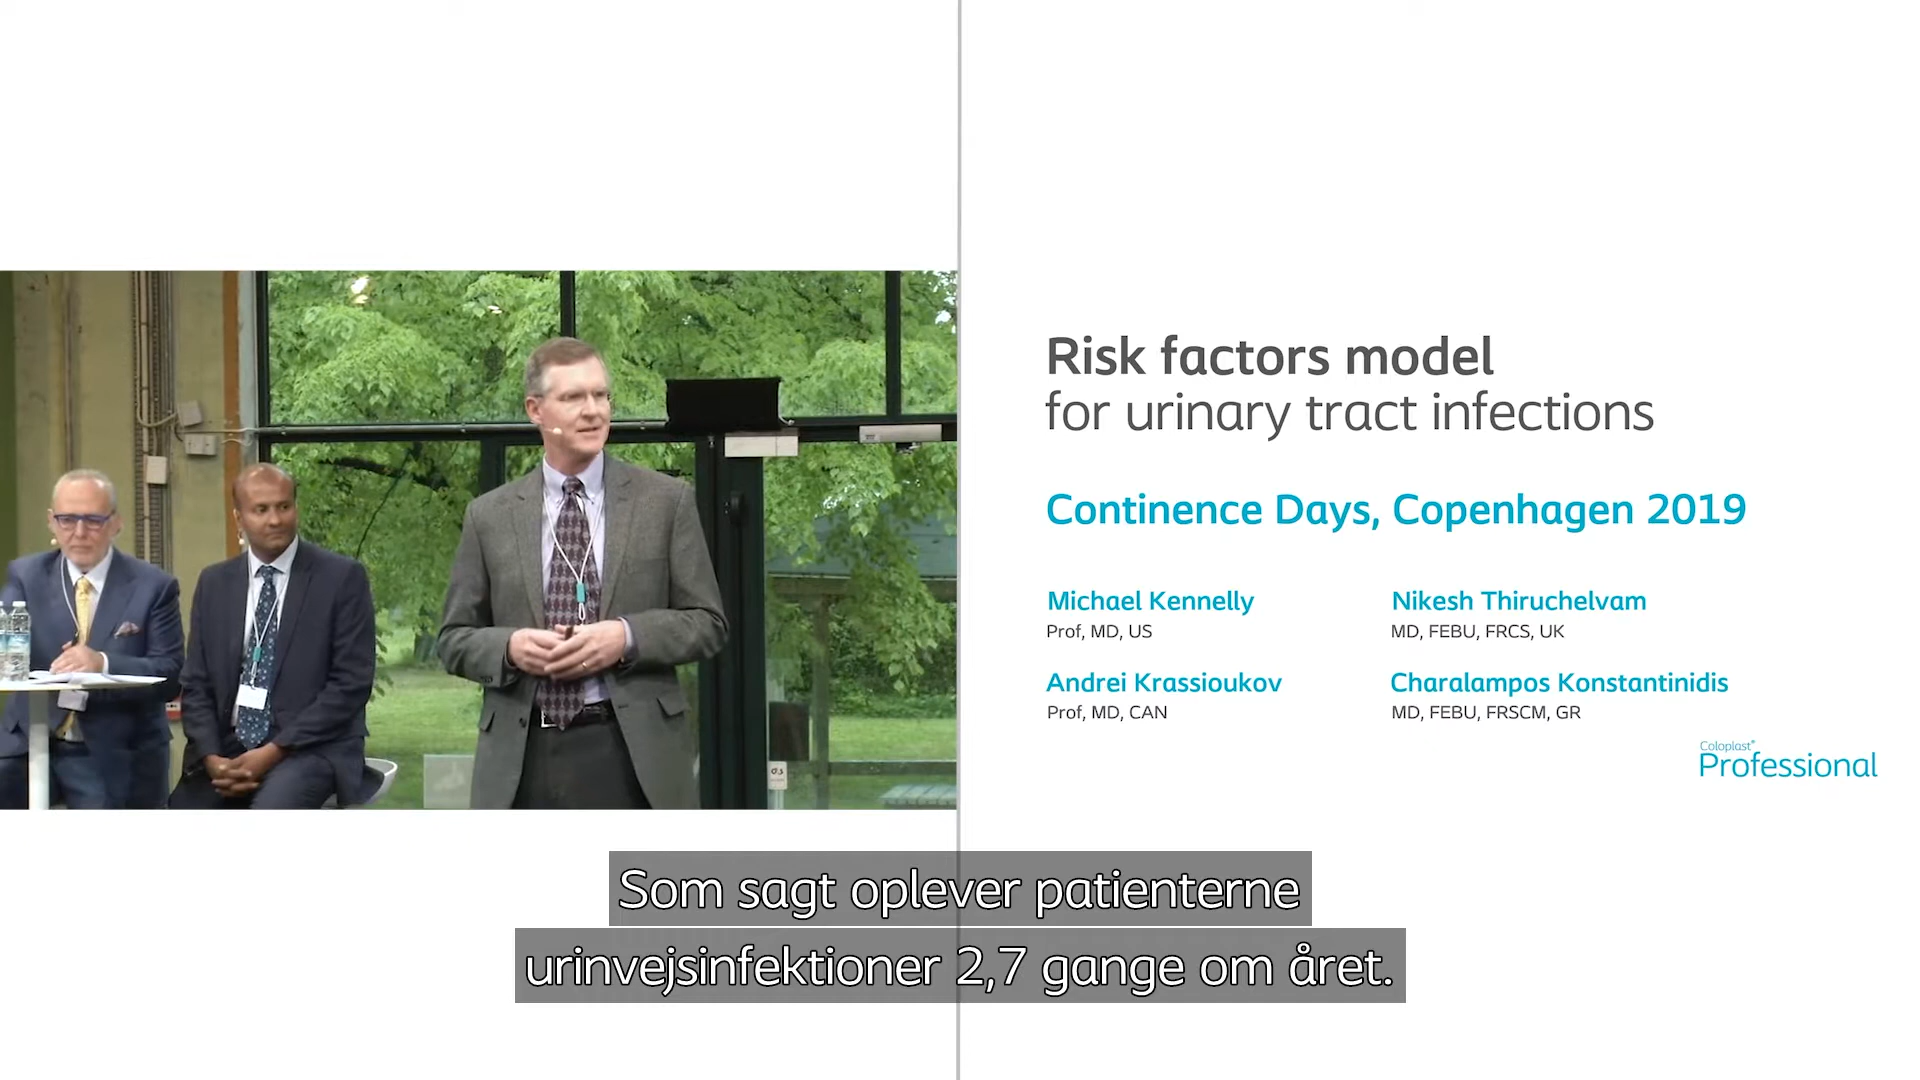 Risk factors model
for urinary tract infections
Continence Days, Copenhagen 2019
Michael Kennelly
Prof, MD, US
Nikesh Thiruchelvam
MD, FEBU, FRCS, UK
Andrei Krassioukov
Prof, MD, CAN
Charalampos Konstantinidis
MD, FEBU, FRSCM, GR
Coloplast®
Professional
Som sagt oplever patienterne
urinvejsinfektioner 2,7 gange om året.